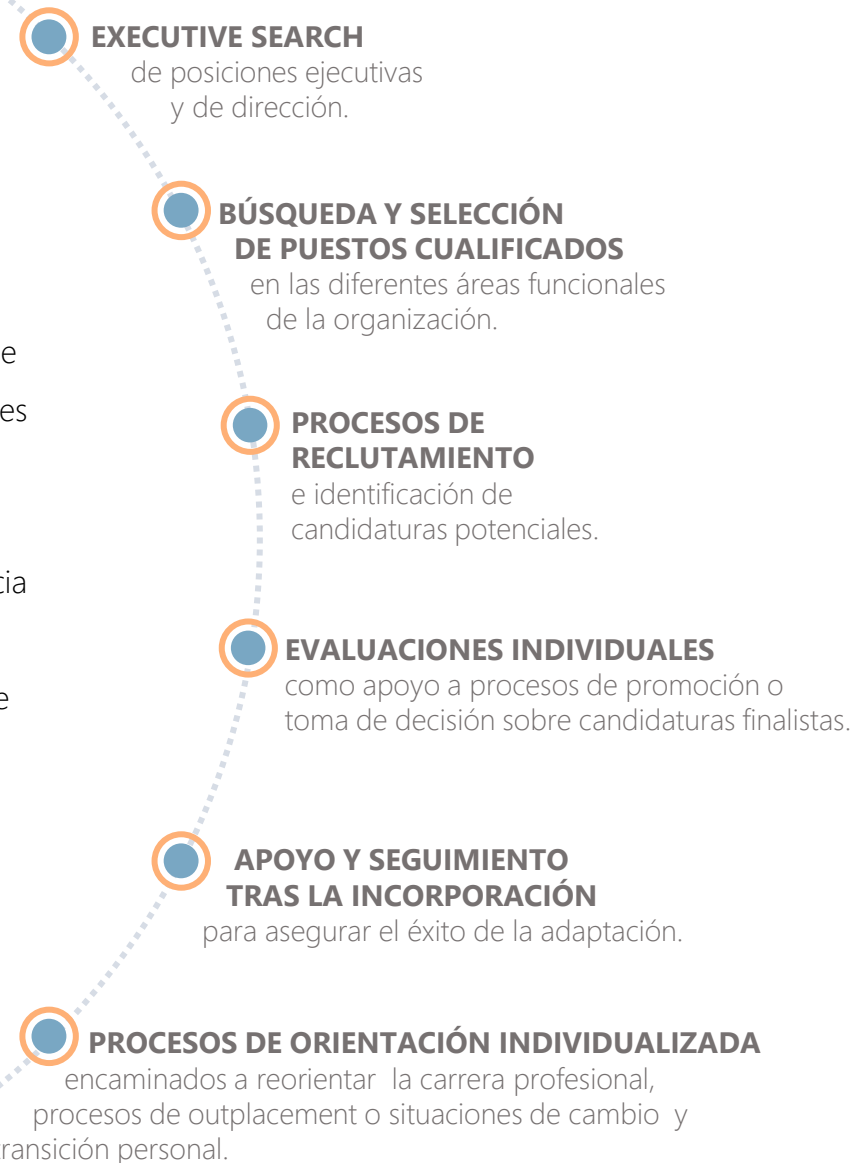 EXECUTIVE SEARCH
de posiciones ejecutivas
y de dirección.
BÚSQUEDA Y SELECCIÓN
DE PUESTOS CUALIFICADOS
en las diferentes áreas funcionales
de la organización.
e
es
PROCESOS DE
RECLUTAMIENTO
e identificación de
candidaturas potenciales.
cia
EVALUACIONES INDIVIDUALES
como apoyo a procesos de promoción o
toma de decisión sobre candidaturas finalistas.
e
APOYO Y SEGUIMIENTO
TRAS LA INCORPORACIÓN
para asegurar el éxito de la adaptación.
PROCESOS DE ORIENTACIÓN INDIVIDUALIZADA
encaminados a reorientar  la carrera profesional,
procesos de outplacement o situaciones de cambio  y
transición personal.